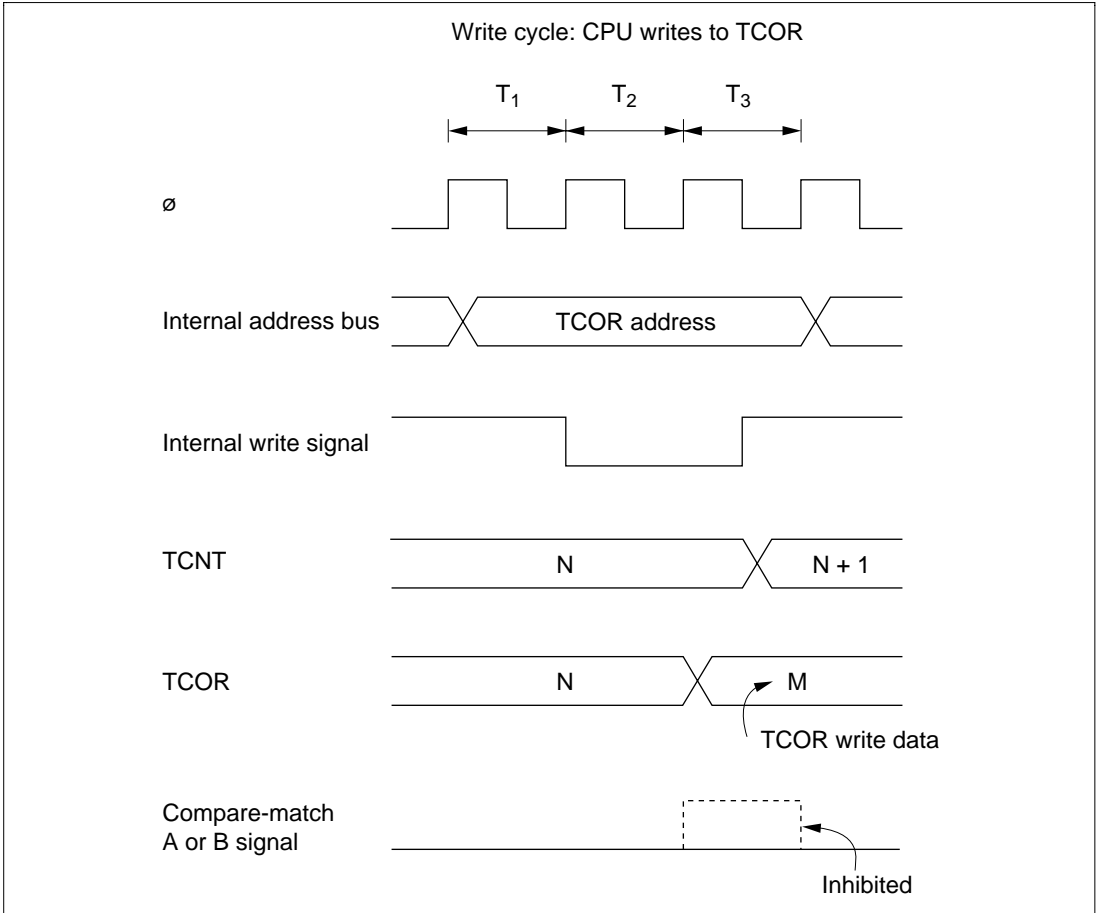 Write cycle: CPU writes to TCOR
T1 T2 T3
ø
Internal address bus
TCOR address
Internal write signal
TCNT
N
N + 1
TCOR
N
M
TCOR write data
Compare-match
A or B signal
Inhibited